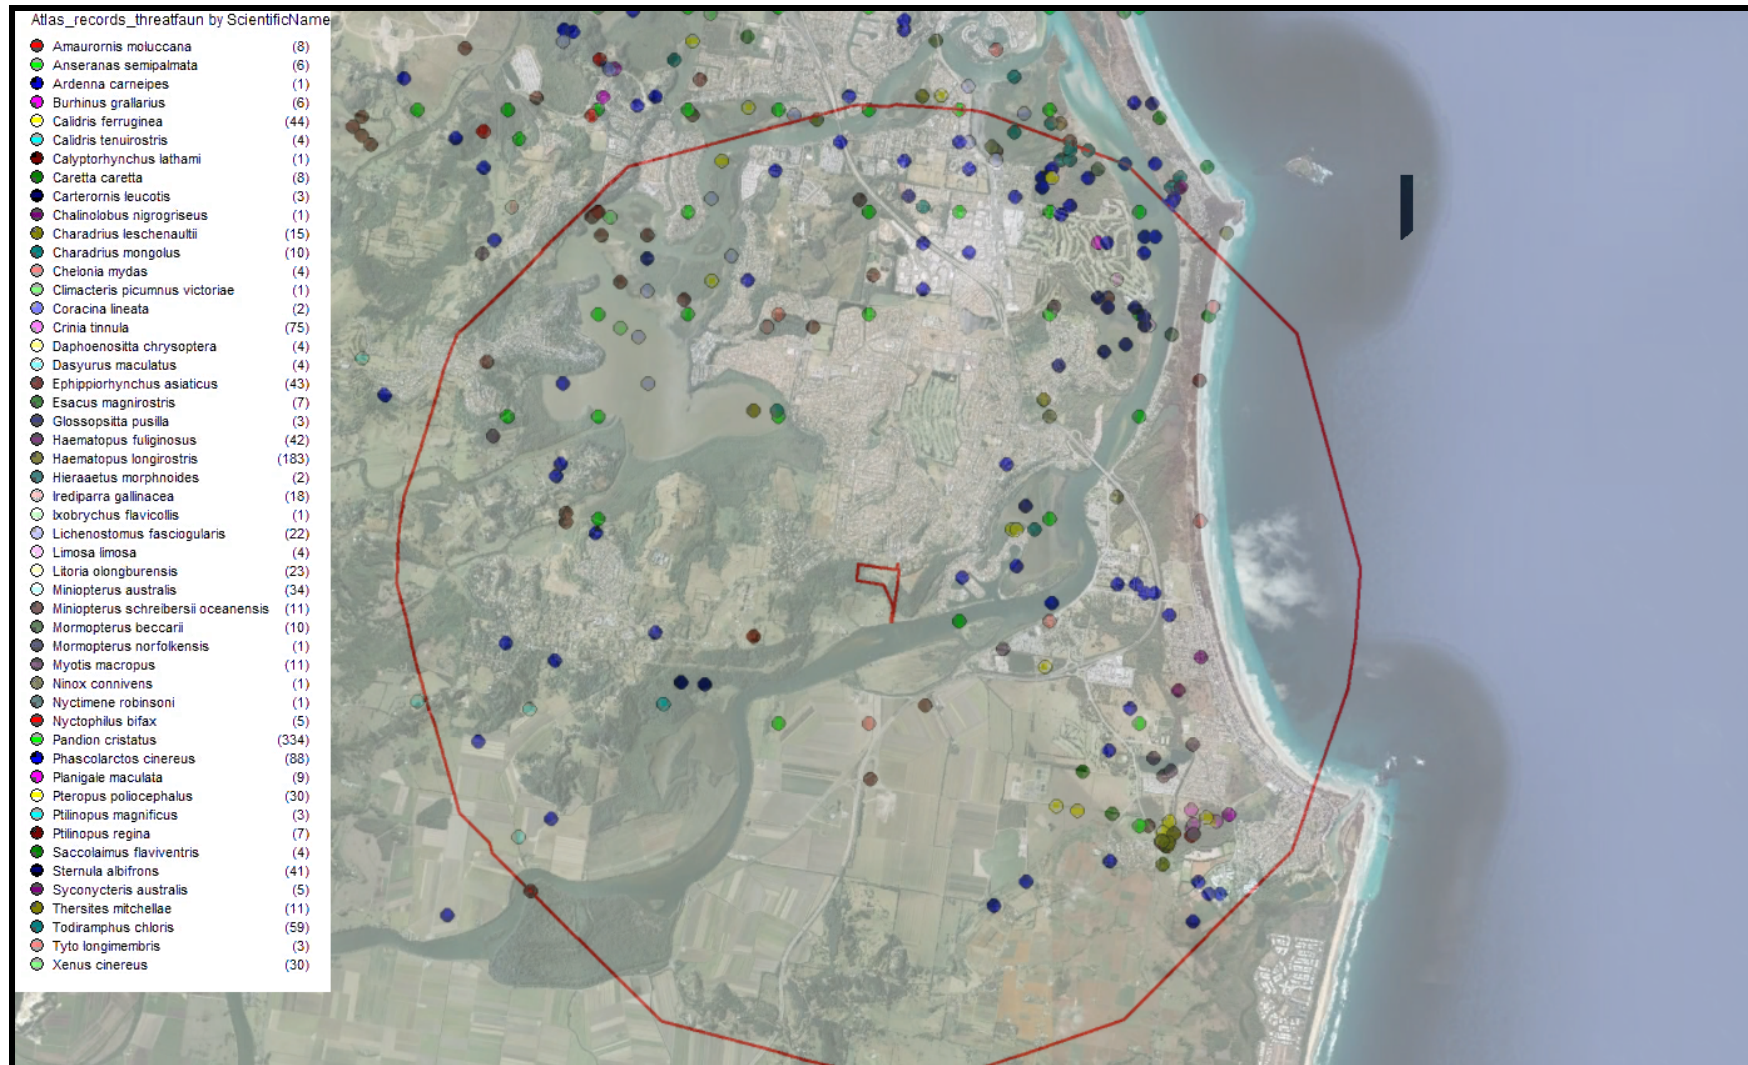 Atlas_records_threatfaun by ScientificName
Amaurornis moluccana (8)
Anseranas semipalmata (6)
Ardenna carneipes (1)
Burhinus grallarius (6)
Calidris ferruginea (44)
Calidris tenuirostris (4)
Calyptorhynchus lathami (1)
Caretta caretta (8)
Carterornis leucotis (3)
Chalinolobus nigrogriseus (1)
Charadrius leschenaultii (15)
Charadrius mongolus (10)
Chelonia mydas (4)
Climacteris picumnus victoriae (1)
Coracina lineata (2)
Crinia tinnula (75)
Daphoenositta chrysoptera (4)
Dasyurus maculatus (4)
Ephippiorhynchus asiaticus (43)
Esacus magnirostris (7)
Glossopsitta pusilla (3)
Haematopus fuliginosus (42)
Haematopus longirostris (183)
Hieraaetus morphnoides (2)
Irediparra gallinacea (18)
Ixobrychus flavicollis (1)
Lichenostomus fasciogularis (22)
Limosa limosa (4)
Litoria olongburensis (23)
Miniopterus australis (34)
Miniopterus schreibersii oceanensis (11)
Mormopterus beccarii (10)
Mormopterus norfolkensis (1)
Myotis macropus (11)
Ninox connivens (1)
Nyctimene robinsoni (1)
Nyctophilus bifax (5)
Pandion cristatus (334)
Phascolarctos cinereus (88)
Planigale maculata (9)
Pteropus poliocephalus (30)
Ptilinopus magnificus (3)
Ptilinopus regina (7)
Saccolaimus flaviventris (4)
Sternula albifrons (41)
Syconycteris australis (5)
Thersites mitchellae (11)
Todiramphus chloris (59)
Tyto longimembris (3)
Xenus cinereus (30)